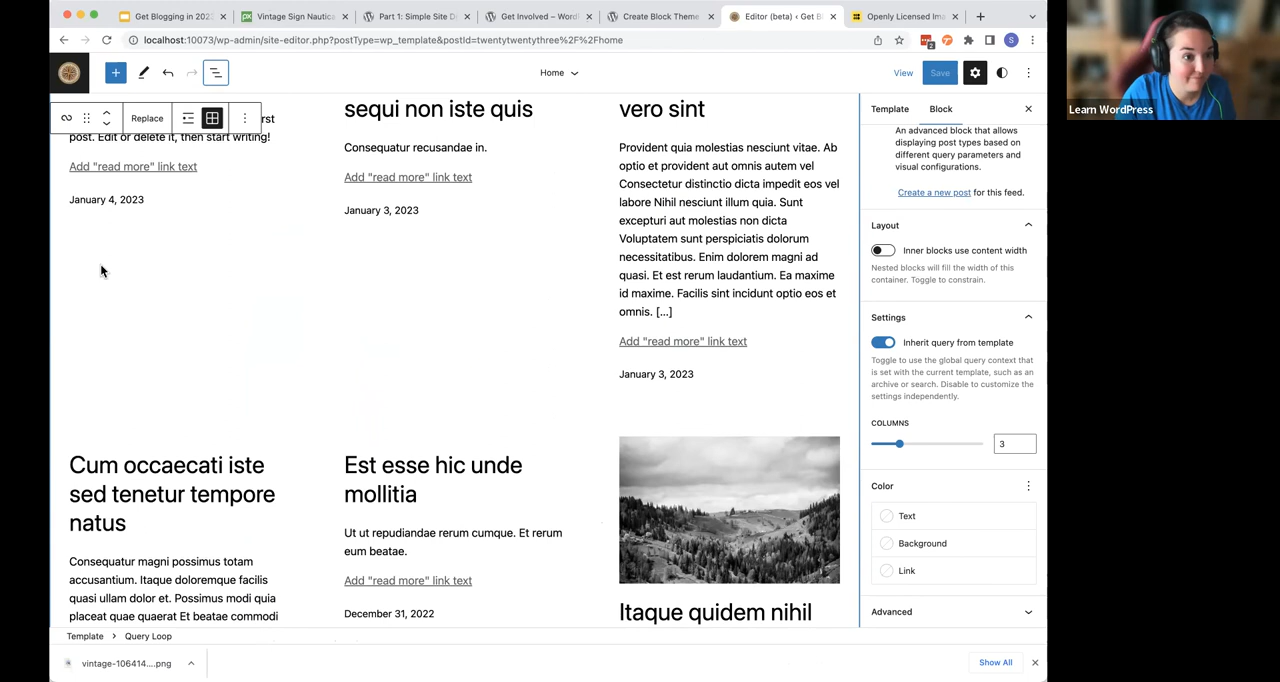 Get Blogging in 2023
Vintage Sign Nautica
Part 1: Simple Site D
Get Involved – Word
Create Block Theme
Editor (beta) ‹ Get B
Openly Licensed Ima
localhost:10073/wp-admin/site-editor.php?postType=wp_template&postId=twentytwentythree%2F%2Fhome
2
S
Learn WordPress
Home
View
Save
Replace
rst
post. Edit or delete it, then start writing!
Add "read more" link text
January 4, 2023
sequi non iste quis
Consequatur recusandae in.
Add "read more" link text
January 3, 2023
vero sint
Provident quia molestias nesciunt vitae. Ab
optio et provident aut omnis autem vel
Consectetur distinctio dicta impedit eos vel
labore Nihil nesciunt illum quia. Sunt
excepturi aut molestias non dicta
Voluptatem sunt perspiciatis dolorum
necessitatibus. Enim dolorem magni ad
quasi. Et est rerum laudantium. Ea maxime
id maxime. Facilis sint incidunt optio eos et
omnis. […]
Add "read more" link text
January 3, 2023
Cum occaecati iste
sed tenetur tempore
natus
Consequatur magni possimus totam
accusantium. Itaque doloremque facilis
quasi ullam dolor et. Possimus modi quia
placeat quae quaerat Et beatae commodi
Est esse hic unde
mollitia
Ut ut repudiandae rerum cumque. Et rerum
eum beatae.
Add "read more" link text
December 31, 2022
Itaque quidem nihil
Template
Block
An advanced block that allows
displaying post types based on
different query parameters and
visual configurations.
Create a new post for this feed.
Layout
Inner blocks use content width
Nested blocks will fill the width of this
container. Toggle to constrain.
Settings
Inherit query from template
Toggle to use the global query context that
is set with the current template, such as an
archive or search. Disable to customize the
settings independently.
COLUMNS
3
Color
Text
Background
Link
Advanced
Template > Query Loop
vintage-106414....png
Show All